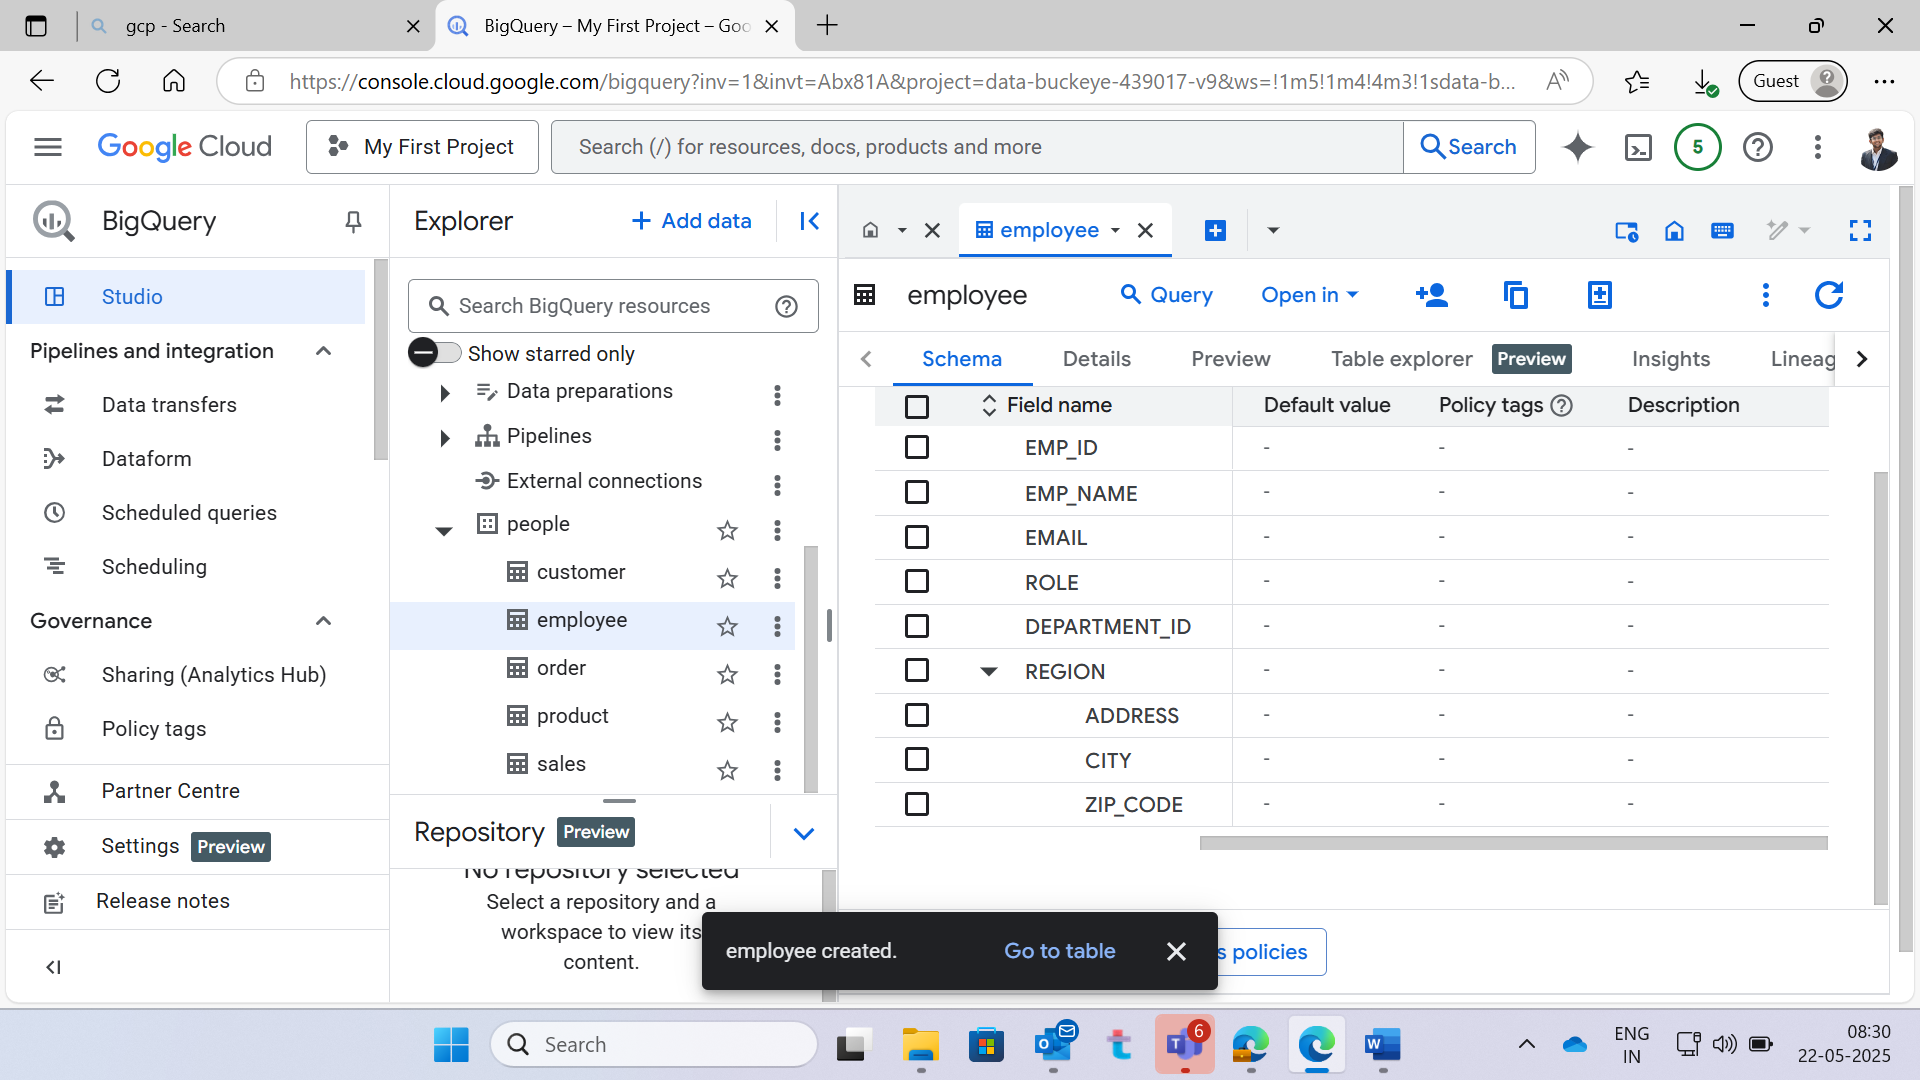 gcp - Search
BigQuery – My First Project – Goo
https://console.cloud.google.com/bigquery?inv=1&invt=Abx81A&project=data-buckeye-439017-v9&ws=!1m5!1m4!4m3!1sdata-b...
Guest
Google Cloud
My First Project
Search (/) for resources, docs, products and more
Search
5
BigQuery
Studio
Pipelines and integration
Data transfers
Dataform
Scheduled queries
Scheduling
Governance
Sharing (Analytics Hub)
Policy tags
Partner Centre
Settings Preview
Release notes
Explorer
+ Add data
Search BigQuery resources
Show starred only
Data preparations
Pipelines
External connections
people
customer
employee
order
product
sales
Repository Preview
No repository selected
Select a repository and a
workspace to view its
content.
employee
employee
Query
Open in
Schema
Details
Preview
Table explorer Preview
Insights
Lineag
Field name Default value Policy tags Description
EMP_ID - - -
EMP_NAME - - -
EMAIL - - -
ROLE - - -
DEPARTMENT_ID - - -
REGION - - -
ADDRESS - - -
CITY - - -
ZIP_CODE - - -
s policies
employee created. Go to table
Search
6
ENG
IN
08:30
22-05-2025